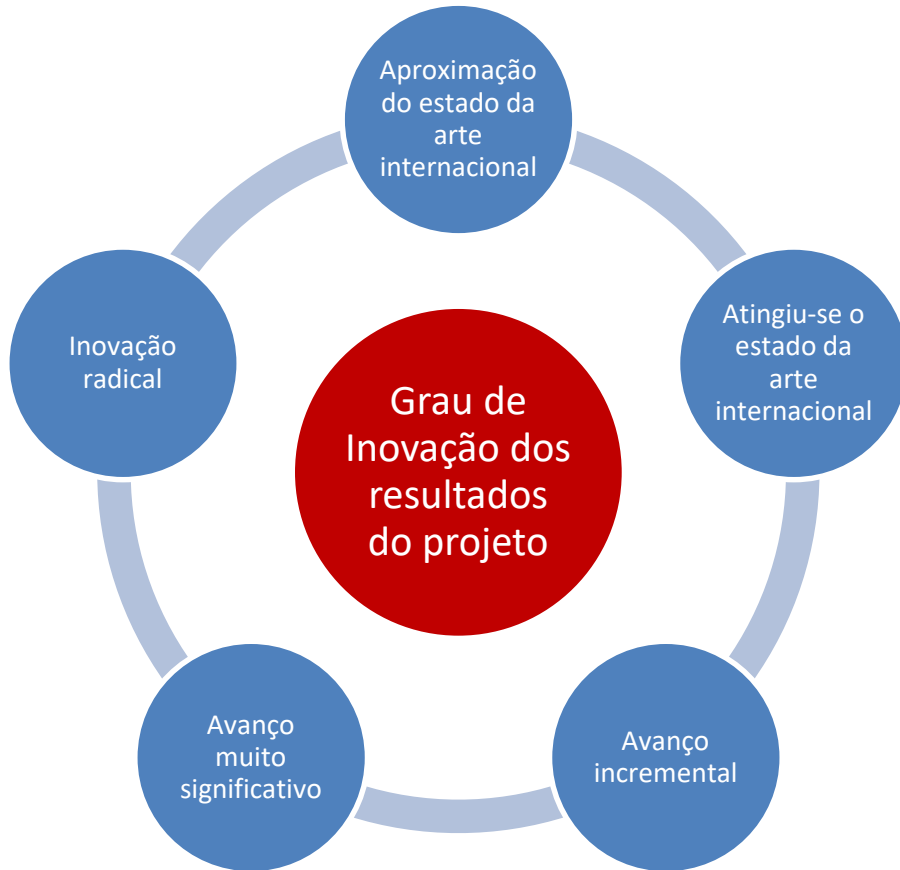 Aproximação
do estado da
arte
internacional
Atingiu-se o
estado da
arte
internacional
Avanço
incremental
Avanço
muito
significativo
Inovação
radical
Grau de
Inovação dos
resultados
do projeto